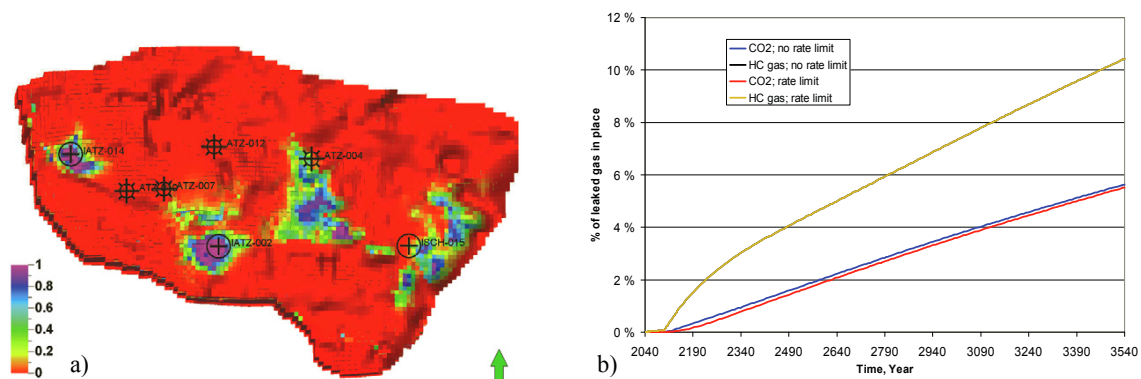 IATZ-014
ATZ-012
ATZ-004
ATZ-007
IATZ-002
ISCH-015
1
0.8
0.6
0.4
0.2
0
a)
12 %
10 %
8 %
6 %
4 %
2 %
0 %
% of leaked gas in place
CO2; no rate limit
HC gas; no rate limit
CO2; rate limit
HC gas; rate limit
2040 2190 2340 2490 2640 2790 2940 3090 3240 3390 3540
Time, Year
b)